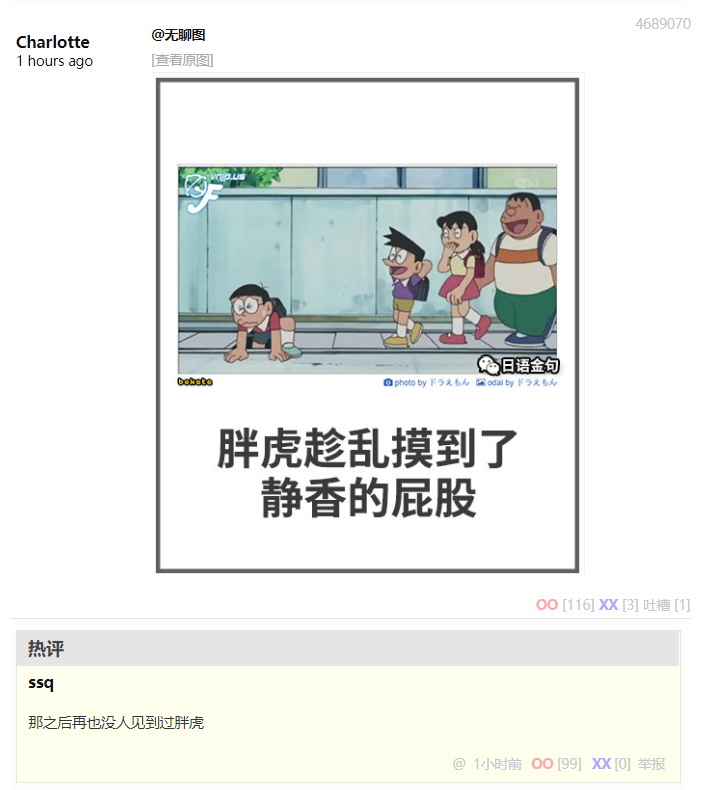 4689070
Charlotte
1 hours ago
@无聊图
[查看原图]
vnjp.us
日语金句
bokete
photo by ドラえもん
odai by ドラえもん
胖虎趁乱摸到了
静香的屁股
OO [116] XX [3] 吐槽 [1]
热评
ssq
那之后再也没人见到过胖虎
@ 1小时前 OO [99] XX [0] 举报